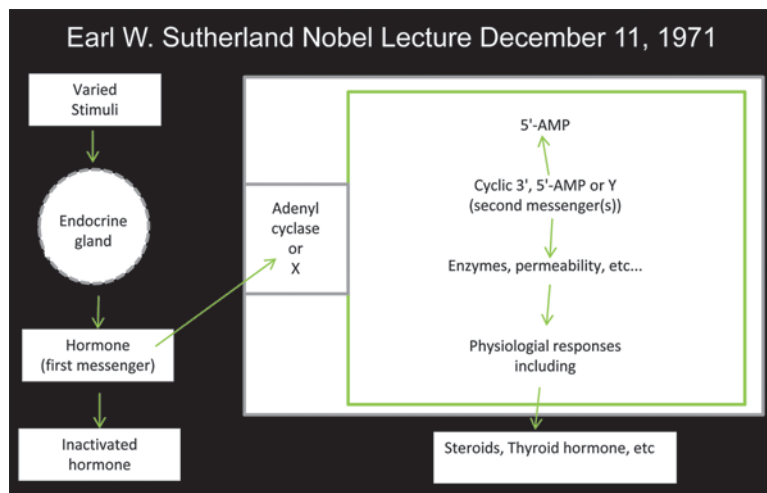 Earl W. Sutherland Nobel Lecture December 11, 1971
Varied
Stimuli
Endocrine
gland
Hormone
(first messenger)
Inactivated
hormone
Adenyl
cyclase
or
X
5'-AMP
Cyclic 3', 5'-AMP or Y
(second messenger(s))
Enzymes, permeability, etc...
Physiologial responses
including
Steroids, Thyroid hormone, etc